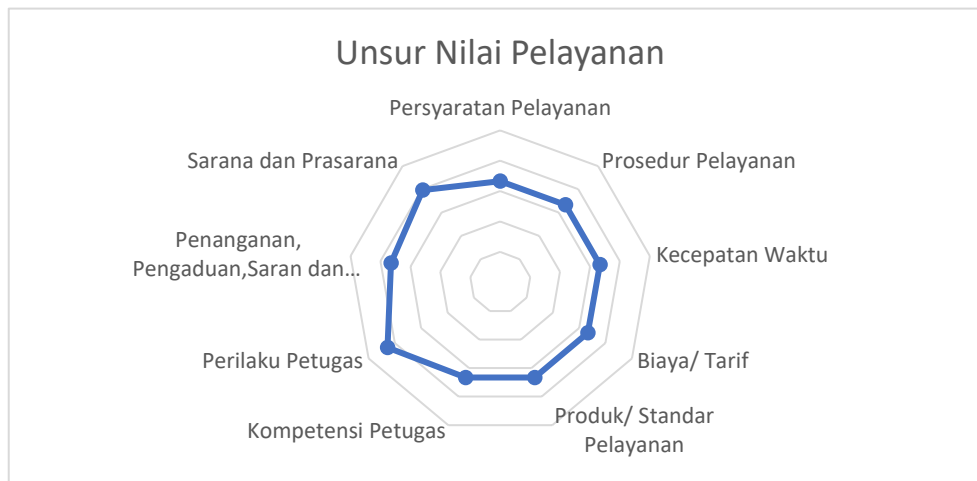 Unsur Nilai Pelayanan
Persyaratan Pelayanan
Prosedur Pelayanan
Kecepatan Waktu
Biaya/ Tarif
Produk/ Standar
Pelayanan
Kompetensi Petugas
Perilaku Petugas
Penanganan,
Pengaduan,Saran dan…
Sarana dan Prasarana